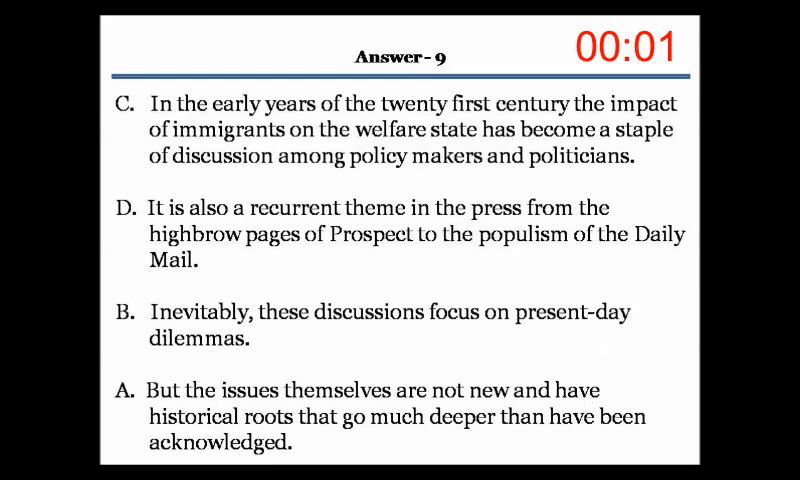 Answer - 9
00:01
C. In the early years of the twenty first century the impact
of immigrants on the welfare state has become a staple
of discussion among policy makers and politicians.
D. It is also a recurrent theme in the press from the
highbrow pages of Prospect to the populism of the Daily
Mail.
B. Inevitably, these discussions focus on present-day
dilemmas.
A. But the issues themselves are not new and have
historical roots that go much deeper than have been
acknowledged.